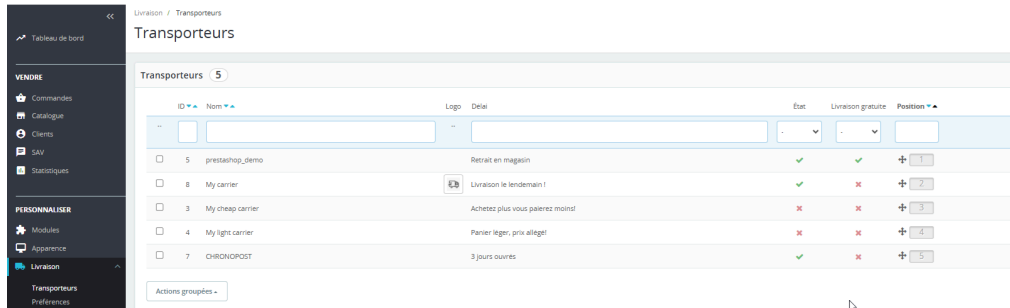 Livraison / Transporteurs
Transporteurs
Tableau de bord
VENDRE
Commandes
Catalogue
Clients
SAV
Statistiques
PERSONNALISER
Modules
Apparence
Livraison
Transporteurs
Préférences
Transporteurs 5
ID Nom Logo Délai État Livraison gratuite Position
-- -- - -
5 prestashop_demo Retrait en magasin 1
8 My carrier Livraison le lendemain ! 2
3 My cheap carrier Achetez plus vous paierez moins! 3
4 My light carrier Panier léger, prix allégé! 4
7 CHRONOPOST 3 jours ouvrés 5
Actions groupées